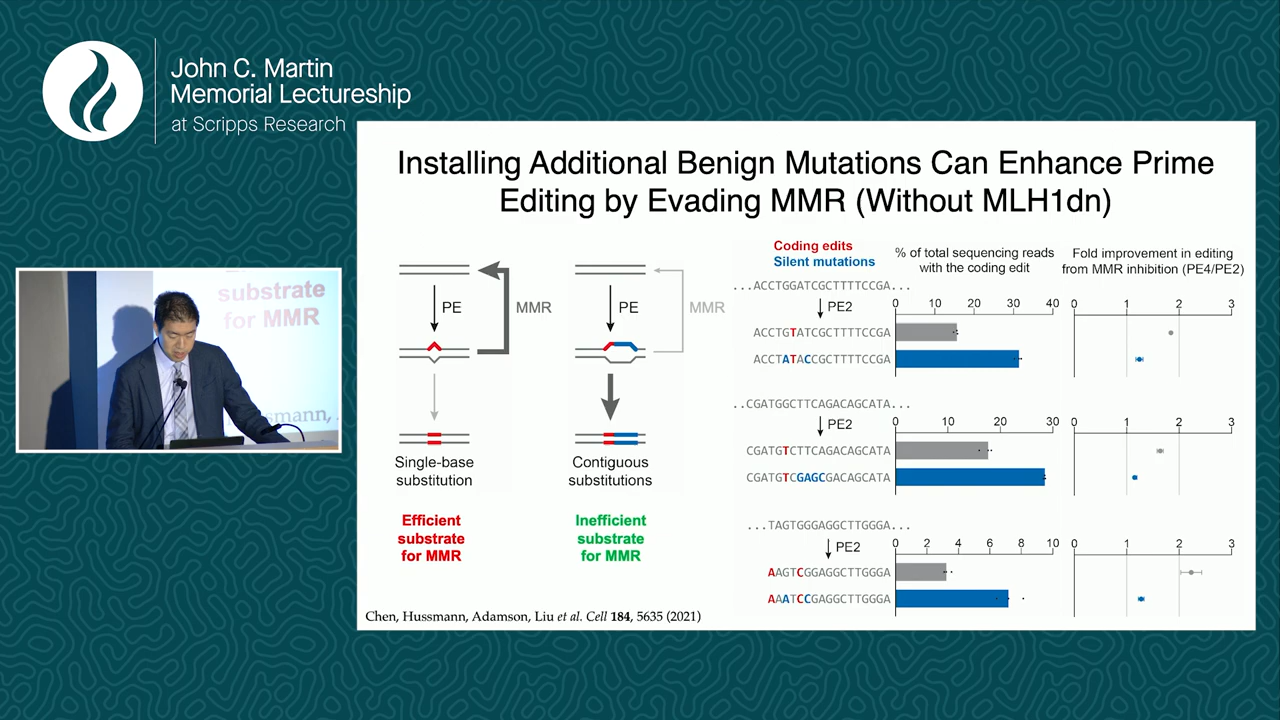 John C. Martin
Memorial Lectureship
at Scripps Research
Installing Additional Benign Mutations Can Enhance Prime
Editing by Evading MMR (Without MLH1dn)
PE
MMR
Single-base
substitution
Efficient
substrate
for MMR
PE
MMR
Contiguous
substitutions
Inefficient
substrate
for MMR
Coding edits
Silent mutations
% of total sequencing reads
with the coding edit
Fold improvement in editing
from MMR inhibition (PE4/PE2)
...ACCTGGATCGCTTTTCCGA...
PE2
0 10 20 30 40
0 1 2 3
ACCTGTATCGCTTTTCCGA
ACCTATACCGCTTTTCCGA
...CGATGGCTTCAGACAGCATA...
PE2
0 10 20 30
0 1 2 3
CGATGTCTTCAGACAGCATA
CGATGTCGAGCGACAGCATA
...TAGTGGGAGGCTTGGGA...
PE2
0 2 4 6 8 10
0 1 2 3
AAGTCGGAGGCTTGGGA
AAATCCGAGGCTTGGGA
Chen, Hussmann, Adamson, Liu et al. Cell 184, 5635 (2021)
substrate
for MMR
smann,